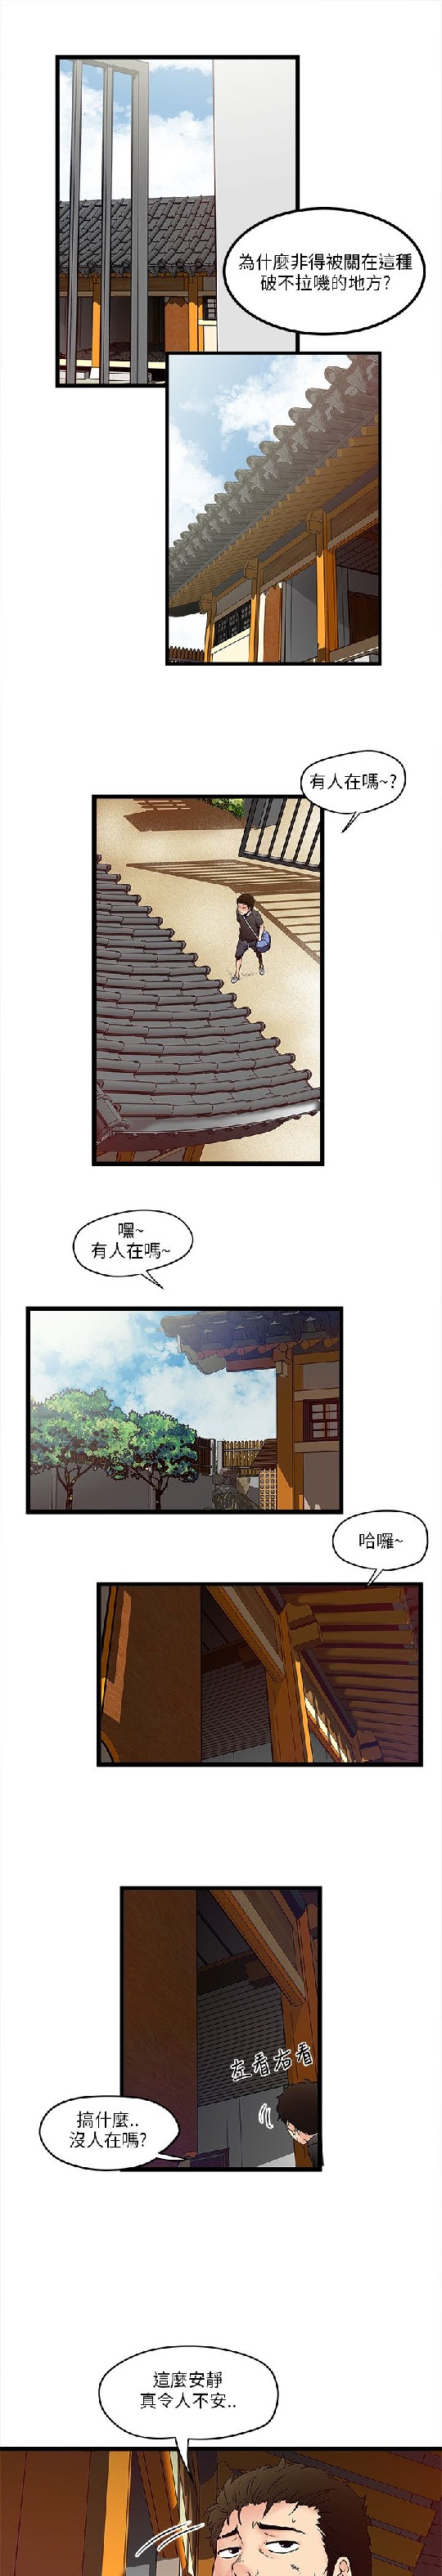 為什麼非得被關在這種
破不拉嘰的地方?
有人在嗎~?
嘿~
有人在嗎~
哈囉~
左看右看
搞什麼..
沒人在嗎?
這麼安靜
真令人不安..